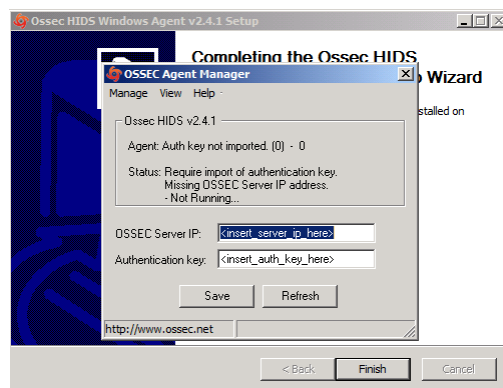 Ossec HIDS Windows Agent v2.4.1 Setup
Completing the Ossec HIDS
Wizard
stalled on
OSSEC Agent Manager
Manage View Help
Ossec HIDS v2.4.1
Agent: Auth key not imported. (0) - 0
Status: Require import of authentication key.
Missing OSSEC Server IP address.
- Not Running...
OSSEC Server IP: <insert_server_ip_here>
Authentication key: <insert_auth_key_here>
Save Refresh
http://www.ossec.net
< Back Finish Cancel